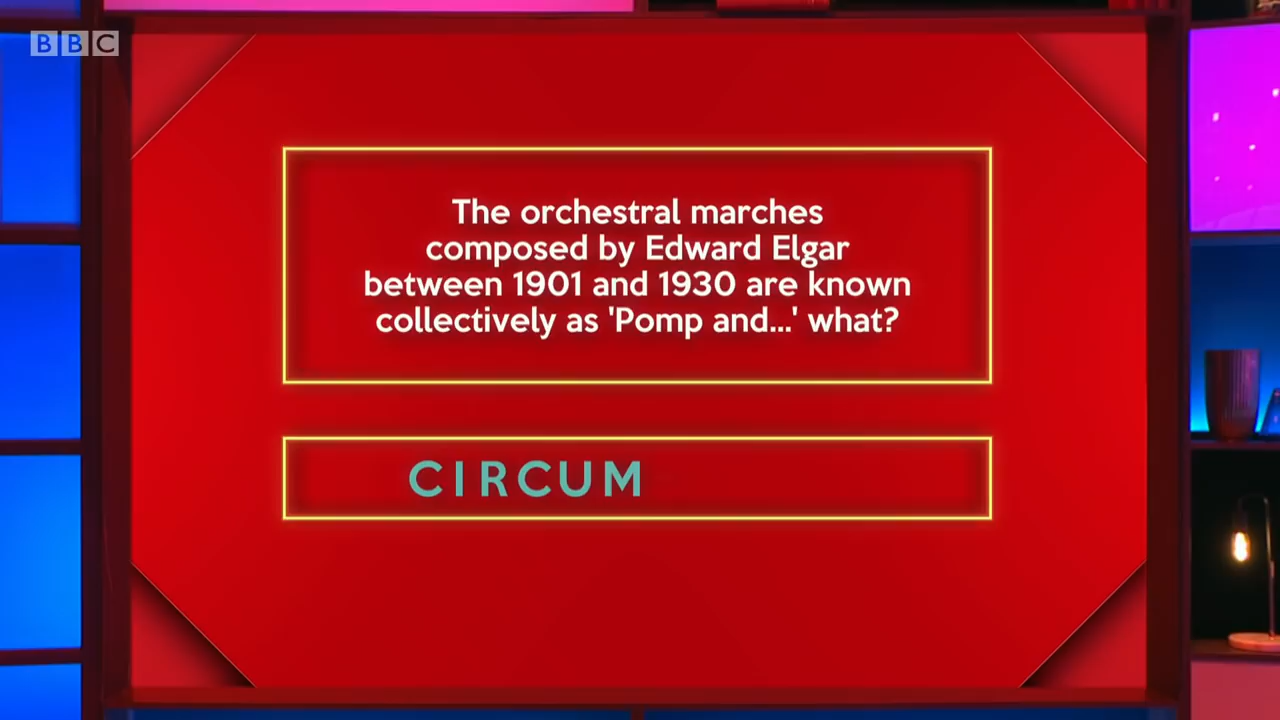 BBC
The orchestral marches
composed by Edward Elgar
between 1901 and 1930 are known
collectively as 'Pomp and...' what?
CIRCUM